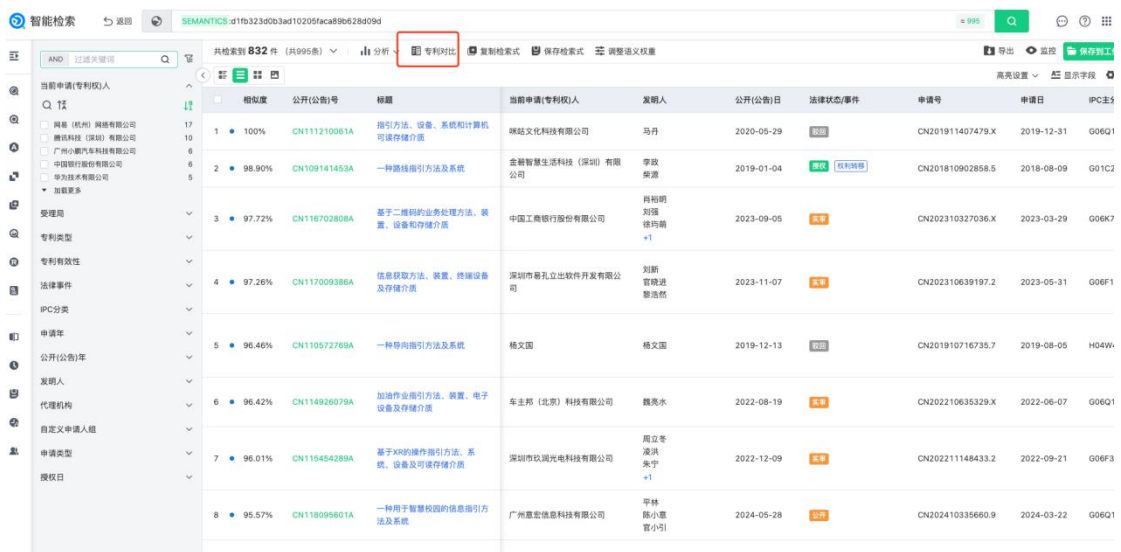 智能检索 返回 SEMANTICS :d1fb323d0b3ad10205faca89b628d09d ≈ 995
AND 过滤关键词 共检索到 832 件 (共995条) 分析 专利对比 复制检索式 保存检索式 调整语义权重 导出 监控 保存到工
高亮设置 显示字段
当前申请(专利权)人
网易(杭州)网络有限公司 17
腾讯科技(深圳)有限公司 10
广州小鹏汽车科技有限公司 6
中国银行股份有限公司 6
华为技术有限公司 5
加载更多
受理局
专利类型
专利有效性
法律事件
IPC分类
申请年
公开(公告)年
发明人
代理机构
自定义申请人组
申请类型
授权日
相似度 公开(公告)号 标题 当前申请(专利权)人 发明人 公开(公告)日 法律状态/事件 申请号 申请日 IPC主分
1 100% CN111210061A 指引方法、设备、系统和计算机 咪咕文化科技有限公司 马丹 2020-05-29 驳回 CN201911407479.X 2019-12-31 G06Q1
可读存储介质
2 98.90% CN109141453A 一种路线指引方法及系统 金碧智慧生活科技(深圳)有限 李政 2019-01-04 授权 权利转移 CN201810902858.5 2018-08-09 G01C2
公司 柴源
3 97.72% CN116702808A 基于二维码的业务处理方法、装 中国工商银行股份有限公司 肖裕明 2023-09-05 实审 CN202310327036.X 2023-03-29 G06K7
置、设备和存储介质 刘强
徐玙萌
+1
4 97.26% CN117009386A 信息获取方法、装置、终端设备 深圳市易孔立出软件开发有限公 刘新 2023-11-07 实审 CN202310639197.2 2023-05-31 G06F1
及存储介质 司 官晓进
黎浩然
5 96.46% CN110572769A 一种导向指引方法及系统 杨文国 杨文国 2019-12-13 驳回 CN201910716735.7 2019-08-05 H04W4
6 96.42% CN114926079A 加油作业指引方法、装置、电子 车主邦(北京)科技有限公司 魏亮水 2022-08-19 实审 CN202210635329.X 2022-06-07 G06Q1
设备及存储介质
7 96.01% CN115454289A 基于XR的操作指引方法、系 深圳市玖润光电科技有限公司 周立冬 2022-12-09 实审 CN202211148433.2 2022-09-21 G06F3
统、设备及可读存储介质 凌洪
朱宁
+1
8 95.57% CN118095601A 一种用于智慧校园的信息指引方 广州意宏信息科技有限公司 平林 2024-05-28 公开 CN202410335660.9 2024-03-22 G06Q1
法及系统 陈小意
官小引